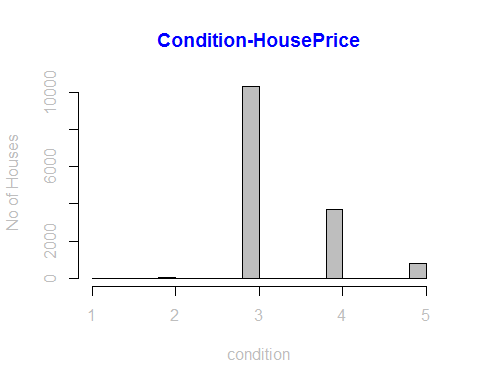 Condition-HousePrice
No of Houses
10000
6000
2000
0
1 2 3 4 5
condition